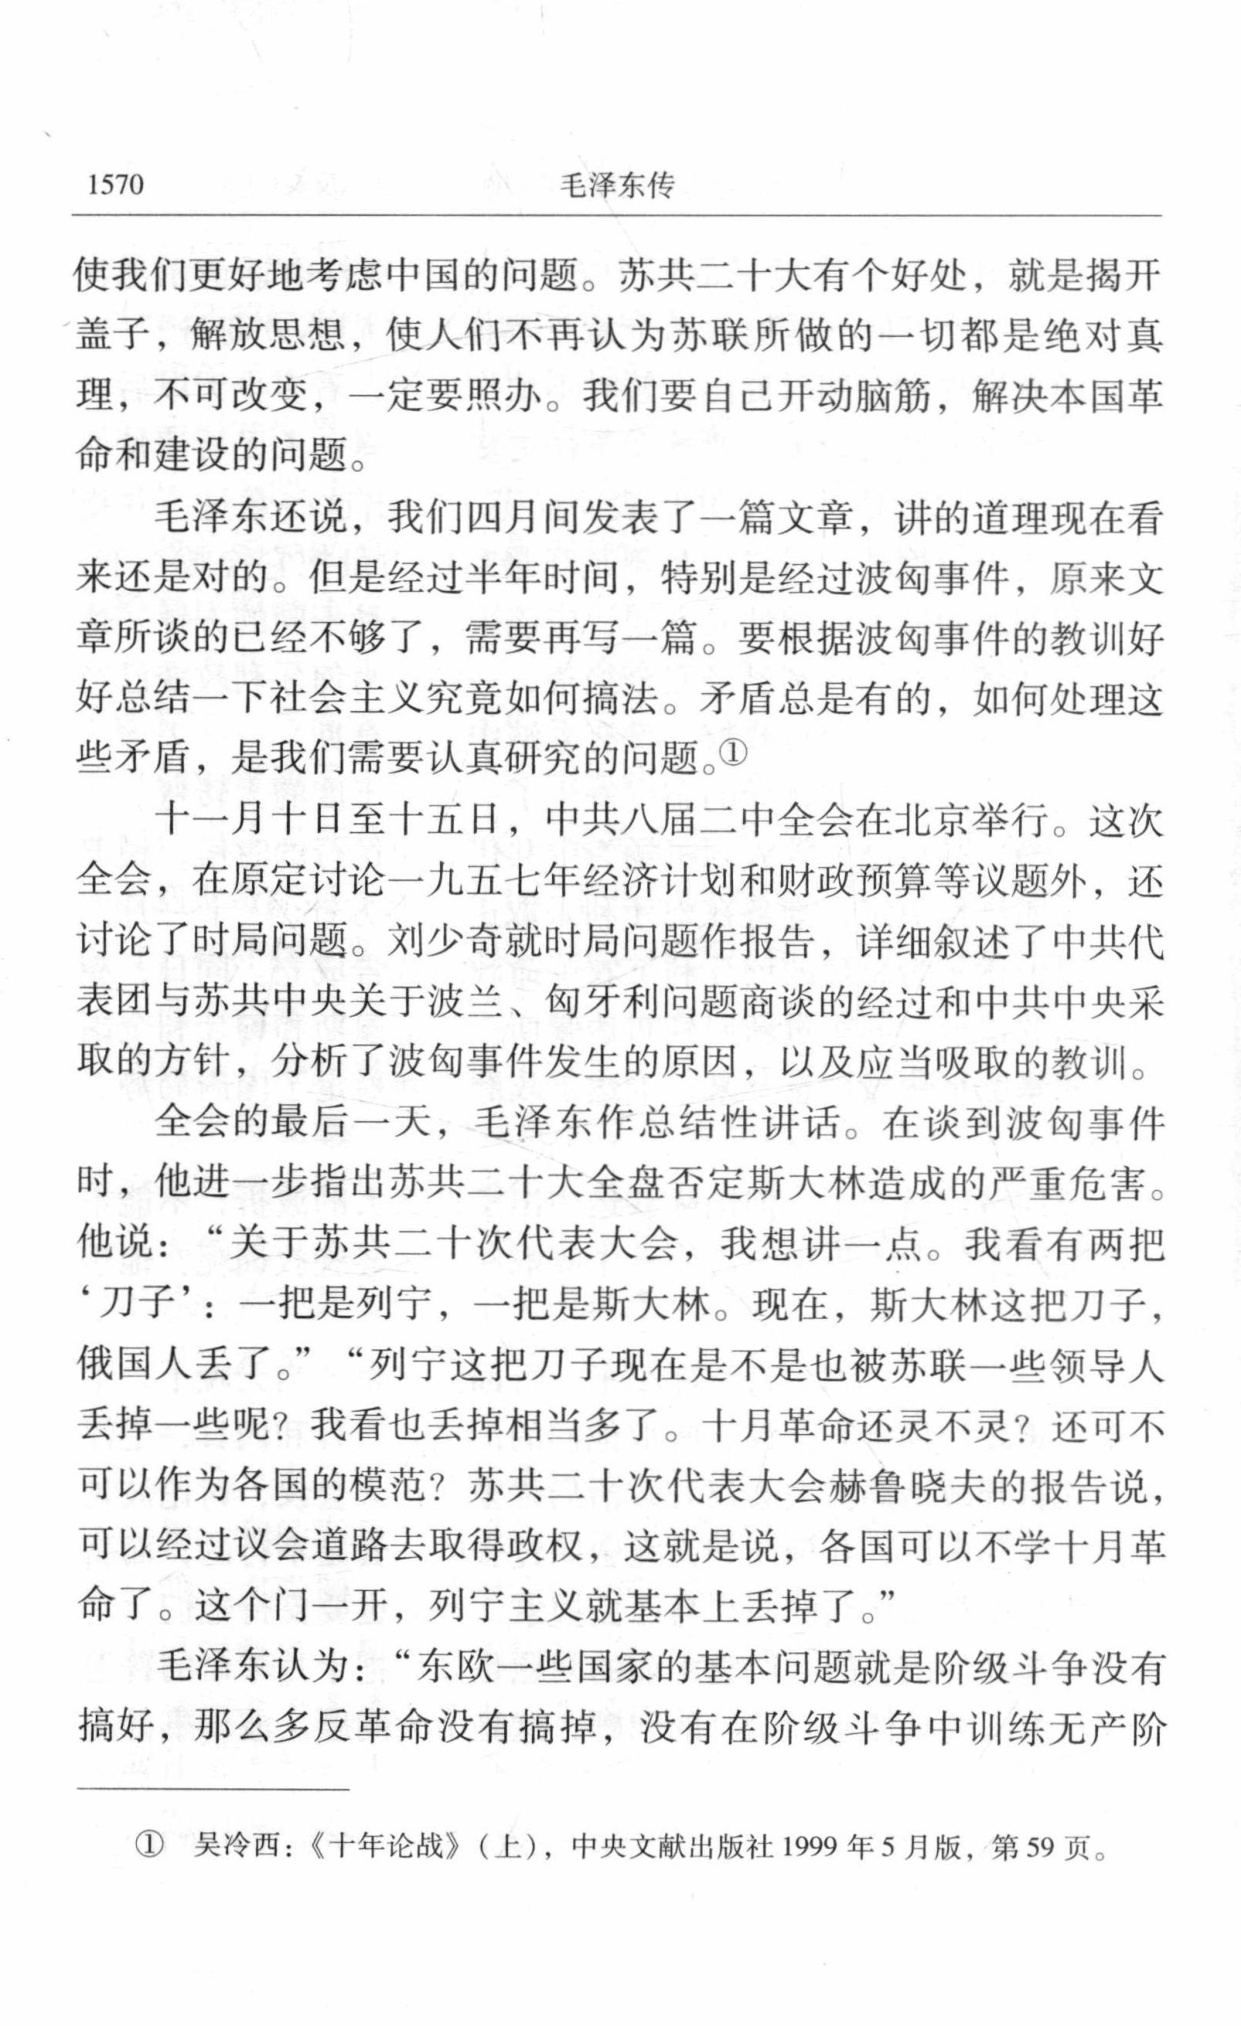 1570 毛泽东传
使我们更好地考虑中国的问题。苏共二十大有个好处，就是揭开
盖子，解放思想，使人们不再认为苏联所做的一切都是绝对真
理，不可改变，一定要照办。我们要自己开动脑筋，解决本国革
命和建设的问题。
毛泽东还说，我们四月间发表了一篇文章，讲的道理现在看
来还是对的。但是经过半年时间，特别是经过波匈事件，原来文
章所谈的已经不够了，需要再写一篇。要根据波匈事件的教训好
好总结一下社会主义究竟如何搞法。矛盾总是有的，如何处理这
些矛盾，是我们需要认真研究的问题。①
十一月十日至十五日，中共八届二中全会在北京举行。这次
全会，在原定讨论一九五七年经济计划和财政预算等议题外，还
讨论了时局问题。刘少奇就时局问题作报告，详细叙述了中共代
表团与苏共中央关于波兰、匈牙利问题商谈的经过和中共中央采
取的方针，分析了波匈事件发生的原因，以及应当吸取的教训。
全会的最后一天，毛泽东作总结性讲话。在谈到波匈事件
时，他进一步指出苏共二十大全盘否定斯大林造成的严重危害。
他说：“关于苏共二十次代表大会，我想讲一点。我看有两把
‘刀子’：一把是列宁，一把是斯大林。现在，斯大林这把刀子，
俄国人丢了。”“列宁这把刀子现在是不是也被苏联一些领导人
丢掉一些呢？我看也丢掉相当多了。十月革命还灵不灵？还可不
可以作为各国的模范？苏共二十次代表大会赫鲁晓夫的报告说，
可以经过议会道路去取得政权，这就是说，各国可以不学十月革
命了。这个门一开，列宁主义就基本上丢掉了。”
毛泽东认为：“东欧一些国家的基本问题就是阶级斗争没有
搞好，那么多反革命没有搞掉，没有在阶级斗争中训练无产阶
① 吴冷西：《十年论战》（上），中央文献出版社 1999 年 5 月版，第 59 页。